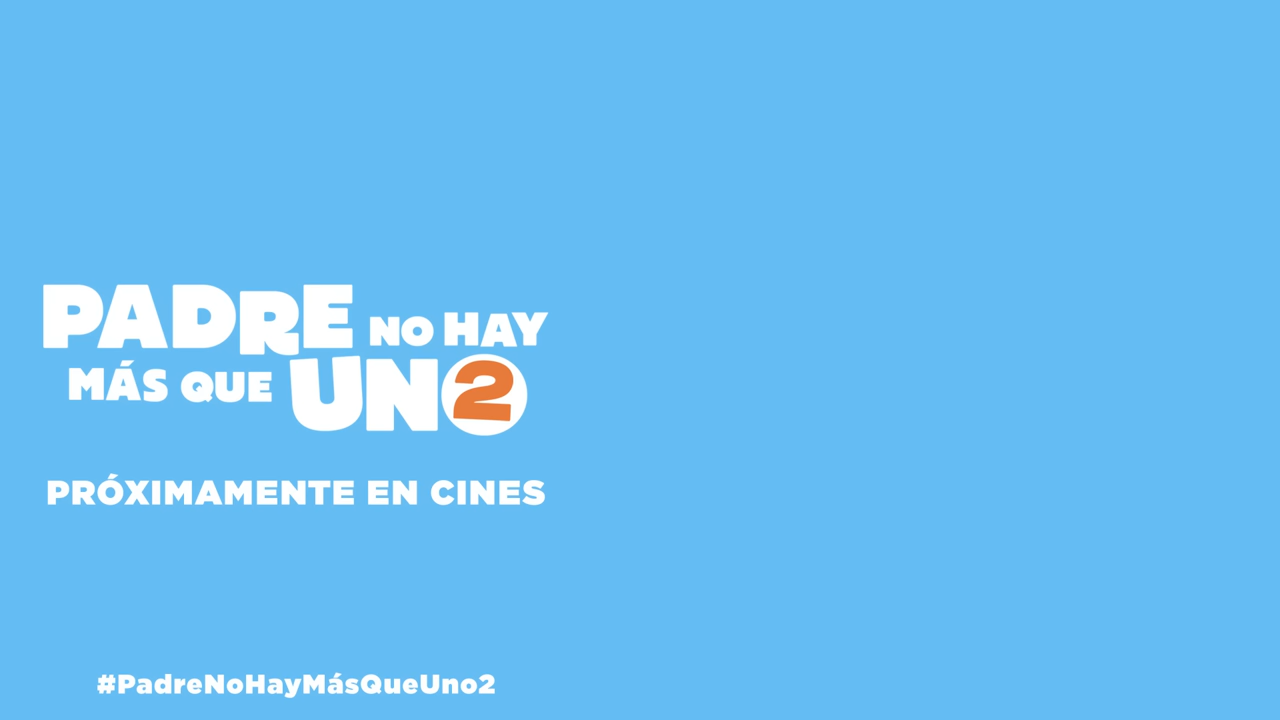 PADRE NO HAY
MÁS QUE UNO2
PRÓXIMAMENTE EN CINES
#PadreNoHayMásQueUno2